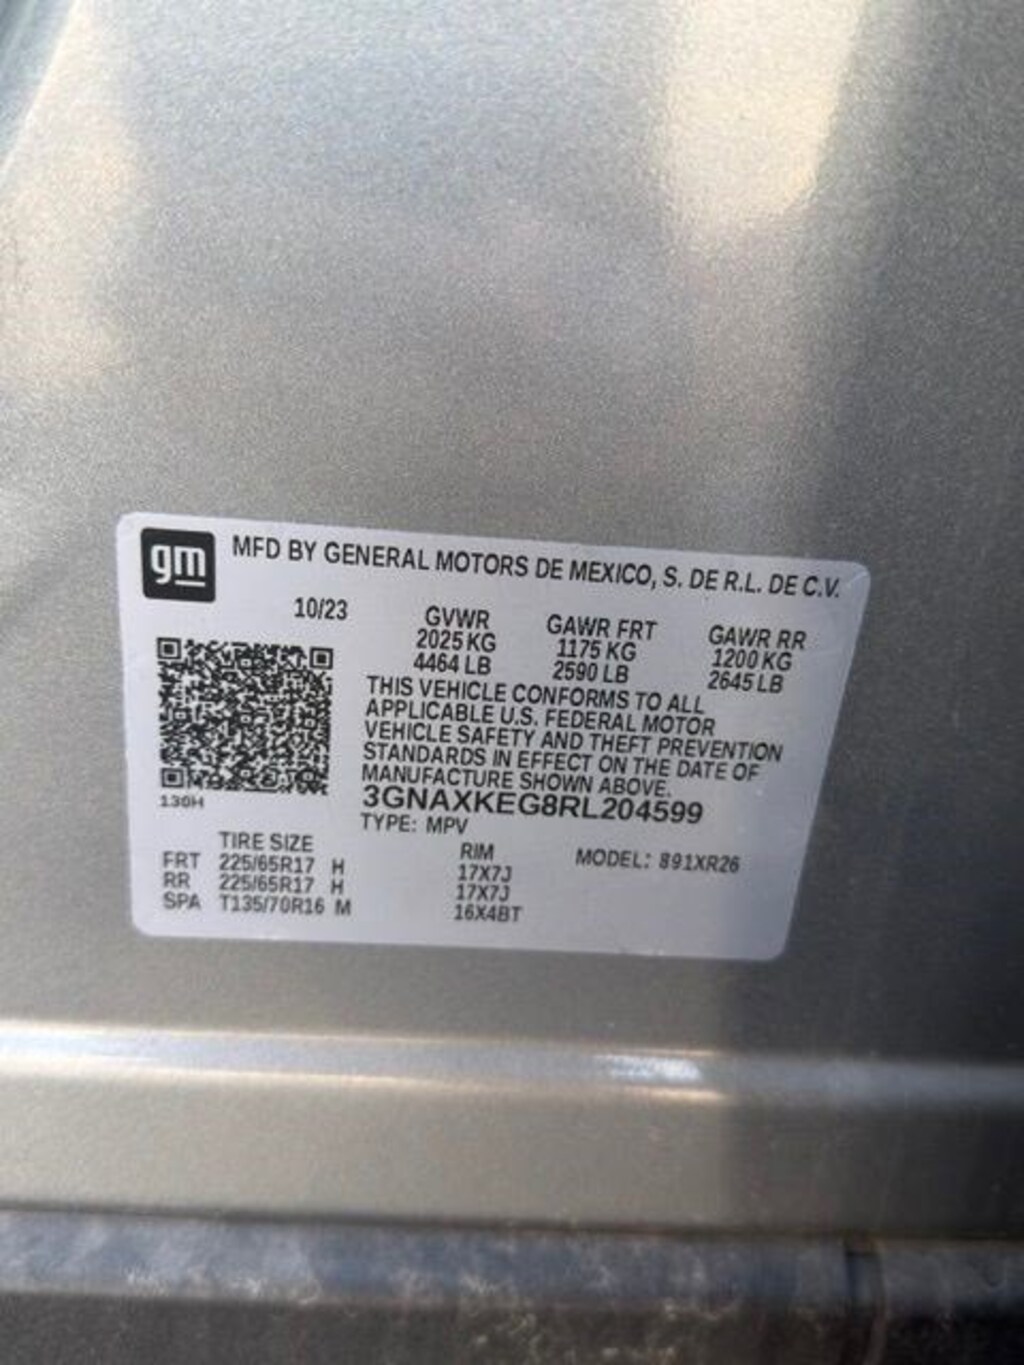 gm
MFD BY GENERAL MOTORS DE MEXICO, S. DE R.L. DE C.V.
10/23 GVWR GAWR FRT GAWR RR
2025 KG 1175 KG 1200 KG
4464 LB 2590 LB 2645 LB
THIS VEHICLE CONFORMS TO ALL
APPLICABLE U.S. FEDERAL MOTOR
VEHICLE SAFETY AND THEFT PREVENTION
STANDARDS IN EFFECT ON THE DATE OF
MANUFACTURE SHOWN ABOVE.
130H 3GNAXKEG8RL204599
TYPE: MPV
TIRE SIZE RIM MODEL: 891XR26
FRT 225/65R17 H 17X7J
RR 225/65R17 H 17X7J
SPA T135/70R16 M 16X4BT